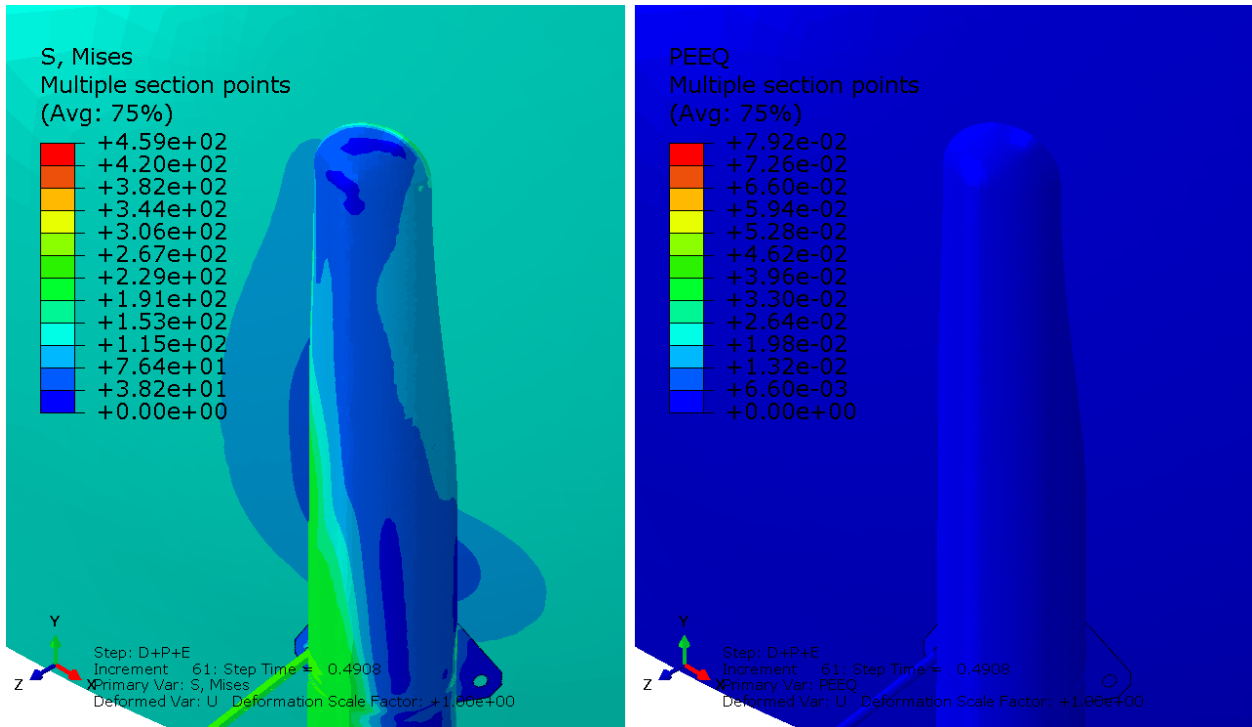 S, Mises
Multiple section points
(Avg: 75%)
+4.59e+02
+4.20e+02
+3.82e+02
+3.44e+02
+3.06e+02
+2.67e+02
+2.29e+02
+1.91e+02
+1.53e+02
+1.15e+02
+7.64e+01
+3.82e+01
+0.00e+00
Y
Z
X
Step: D+P+E
Increment 61: Step Time = 0.4908
Primary Var: S, Mises
Deformed Var: U Deformation Scale Factor: +1.00e+00
PEEQ
Multiple section points
(Avg: 75%)
+7.92e-02
+7.26e-02
+6.60e-02
+5.94e-02
+5.28e-02
+4.62e-02
+3.96e-02
+3.30e-02
+2.64e-02
+1.98e-02
+1.32e-02
+6.60e-03
+0.00e+00
Y
Z
X
Step: D+P+E
Increment 61: Step Time = 0.4908
Primary Var: PEEQ
Deformed Var: U Deformation Scale Factor: